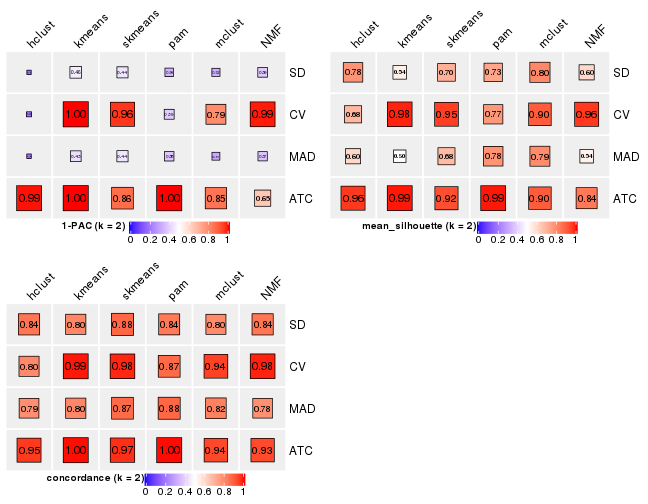 hclust kmeans skmeans pam mclust NMF
0.46 0.44 SD
1.00 0.96 0.79 0.99 CV
0.43 0.44 MAD
0.99 1.00 0.86 1.00 0.85 0.65 ATC
1-PAC (k = 2)
0 0.2 0.4 0.6 0.8 1
hclust kmeans skmeans pam mclust NMF
0.78 0.54 0.70 0.73 0.80 0.60 SD
0.68 0.98 0.95 0.77 0.90 0.96 CV
0.60 0.50 0.68 0.78 0.79 0.54 MAD
0.96 0.99 0.92 0.99 0.90 0.84 ATC
mean_silhouette (k = 2)
0 0.2 0.4 0.6 0.8 1
hclust kmeans skmeans pam mclust NMF
0.84 0.80 0.88 0.84 0.80 0.84 SD
0.80 0.99 0.98 0.87 0.94 0.98 CV
0.79 0.80 0.87 0.88 0.82 0.78 MAD
0.95 1.00 0.97 1.00 0.94 0.93 ATC
concordance (k = 2)
0 0.2 0.4 0.6 0.8 1